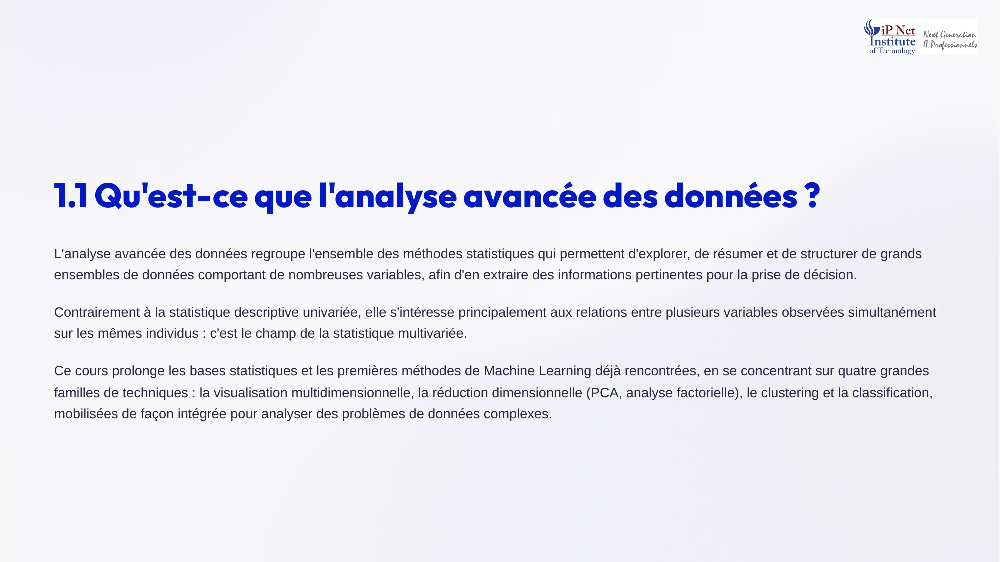 iP Net
Institute
of Technology
Next Generation
IT Professionnels
1.1 Qu'est-ce que l'analyse avancée des données ?
L'analyse avancée des données regroupe l'ensemble des méthodes statistiques qui permettent d'explorer, de résumer et de structurer de grands
ensembles de données comportant de nombreuses variables, afin d'en extraire des informations pertinentes pour la prise de décision.
Contrairement à la statistique descriptive univariée, elle s'intéresse principalement aux relations entre plusieurs variables observées simultanément
sur les mêmes individus : c'est le champ de la statistique multivariée.
Ce cours prolonge les bases statistiques et les premières méthodes de Machine Learning déjà rencontrées, en se concentrant sur quatre grandes
familles de techniques : la visualisation multidimensionnelle, la réduction dimensionnelle (PCA, analyse factorielle), le clustering et la classification,
mobilisées de façon intégrée pour analyser des problèmes de données complexes.